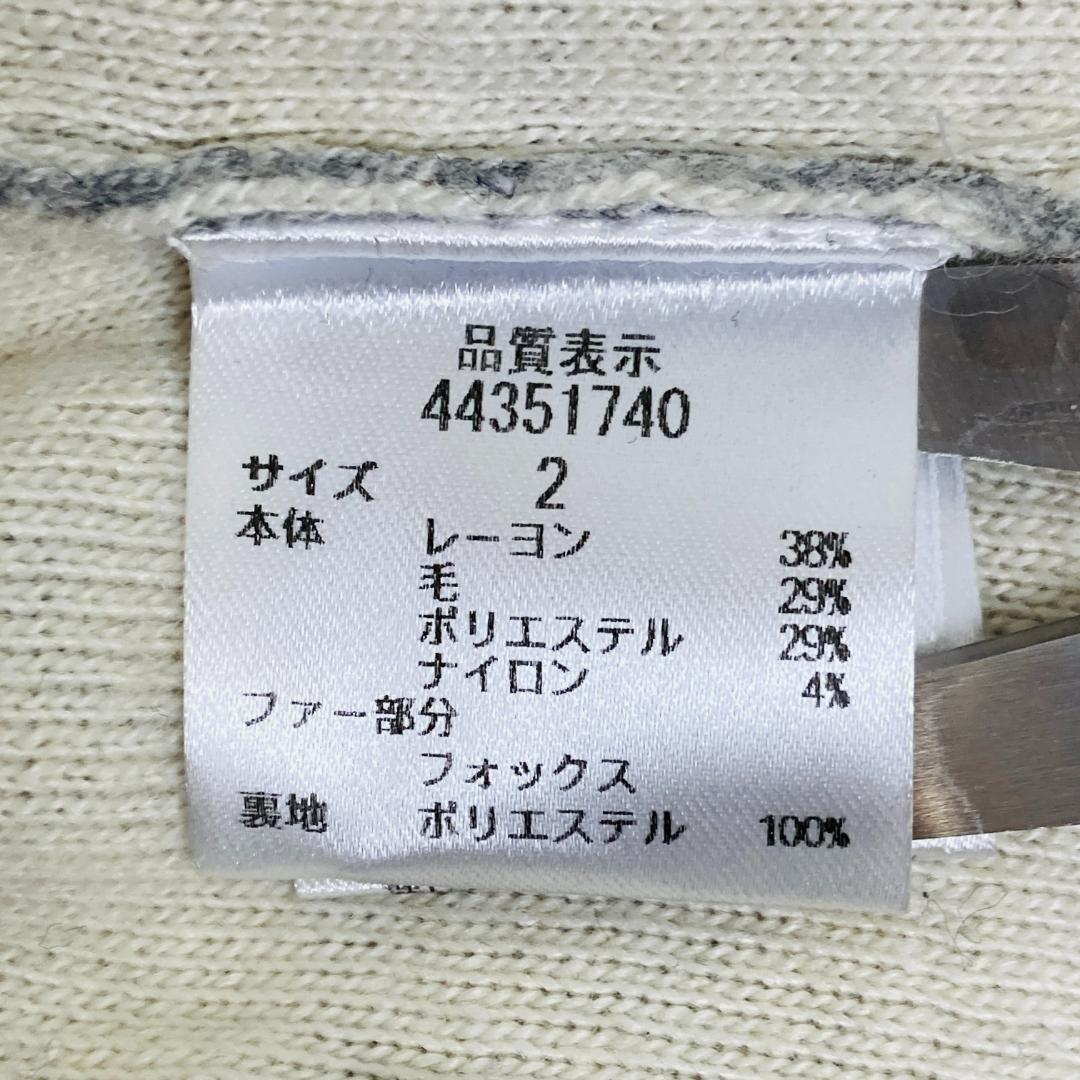 品質表示
44351740
サイズ 2
本体 レーヨン 38%
毛 29%
ポリエステル 29%
ナイロン 4%
ファー部分
フォックス
裏地 ポリエステル 100%